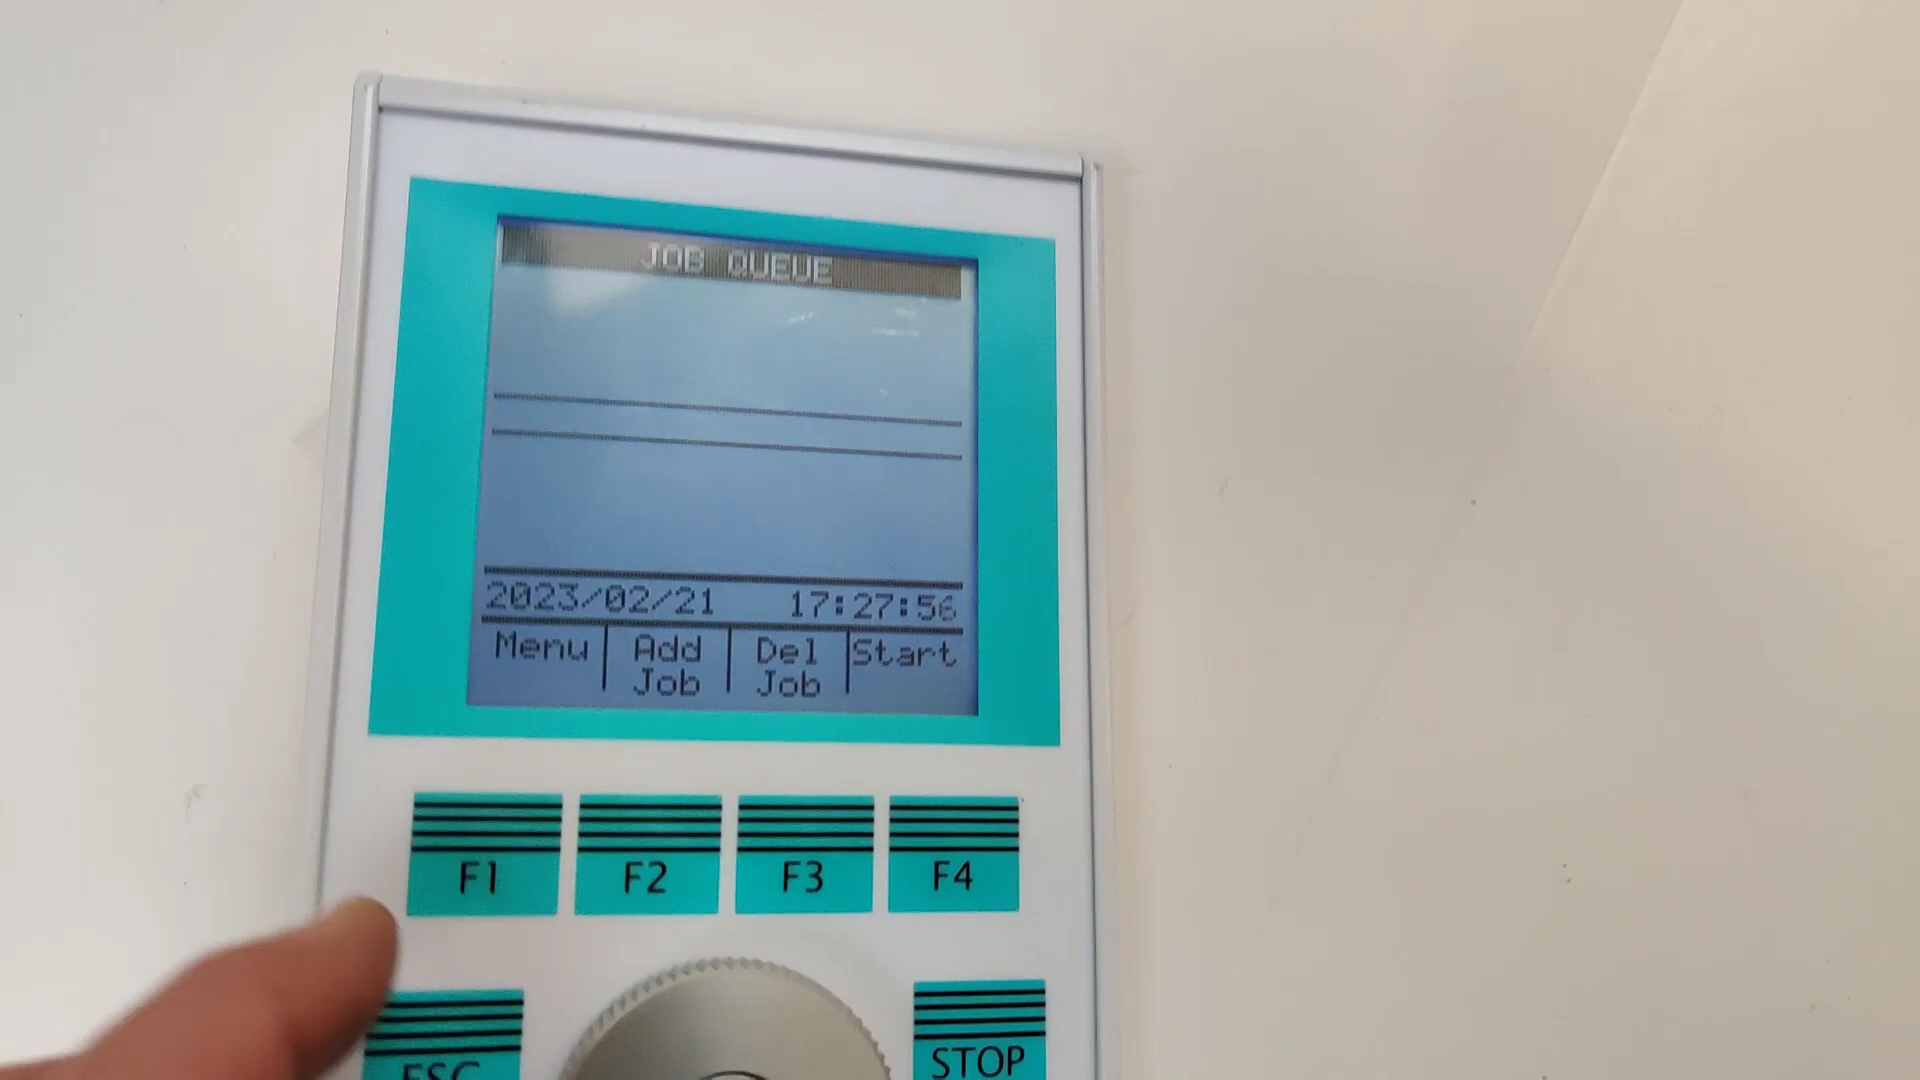 JOB QUEUE
2023/02/21 17:27:56
Menu Add Job Del Job Start
F1 F2 F3 F4
ESC STOP